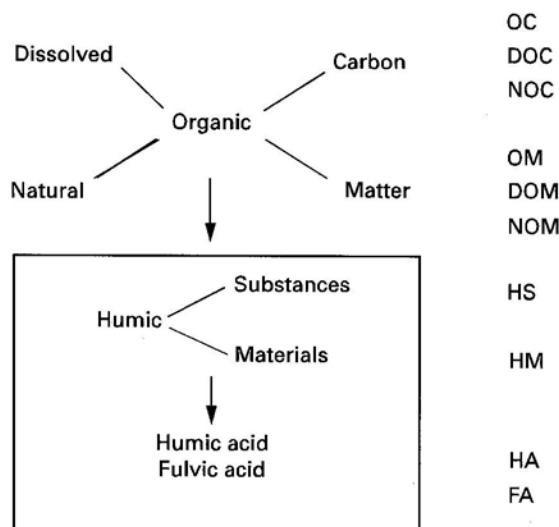 Dissolved
Carbon
Organic
Natural
Matter
Humic
Substances
Materials
Humic acid
Fulvic acid
OC
DOC
NOC
OM
DOM
NOM
HS
HM
HA
FA